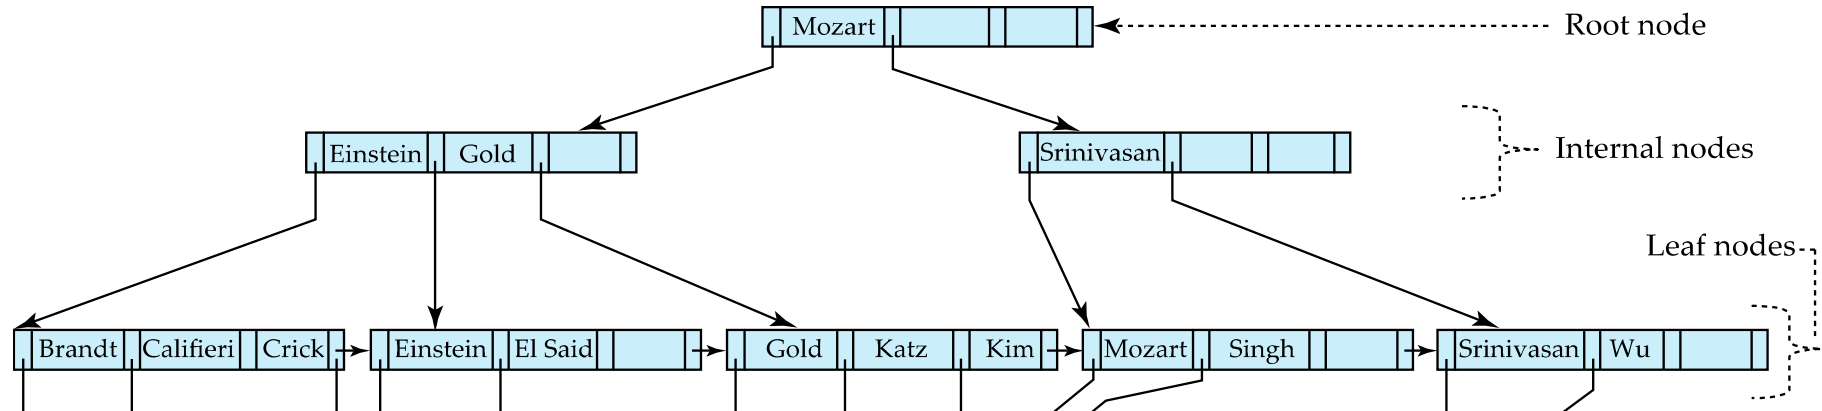 Mozart
Root node
Einstein Gold
Srinivasan
Internal nodes
Leaf nodes
Brandt Califieri Crick
Einstein El Said
Gold Katz Kim
Mozart Singh
Srinivasan Wu